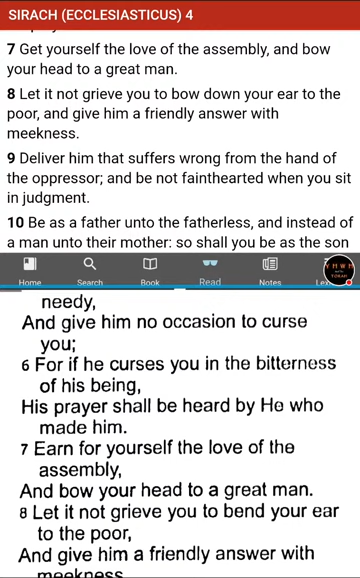 SIRACH (ECCLESIASTICUS) 4
7 Get yourself the love of the assembly, and bow
your head to a great man.
8 Let it not grieve you to bow down your ear to the
poor, and give him a friendly answer with
meekness.
9 Deliver him that suffers wrong from the hand of
the oppressor; and be not fainthearted when you sit
in judgment.
10 Be as a father unto the fatherless, and instead of
a man unto their mother: so shall you be as the son
Home Search Book Read Notes
YHWH
TORAH
needy,
And give him no occasion to curse
you;
6 For if he curses you in the bitterness
of his being,
His prayer shall be heard by He who
made him.
7 Earn for yourself the love of the
assembly,
And bow your head to a great man.
8 Let it not grieve you to bend your ear
to the poor,
And give him a friendly answer with
meekness